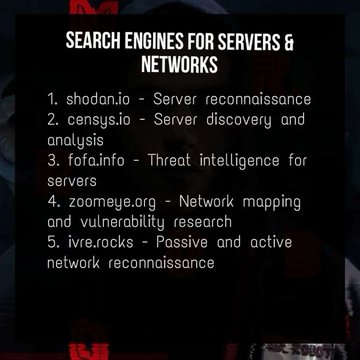 SEARCH ENGINES FOR SERVERS &
NETWORKS
1. shodan.io - Server reconnaissance
2. censys.io - Server discovery and
analysis
3. fofa.info - Threat intelligence for
servers
4. zoomeye.org - Network mapping
and vulnerability research
5. ivre.rocks - Passive and active
network reconnaissance